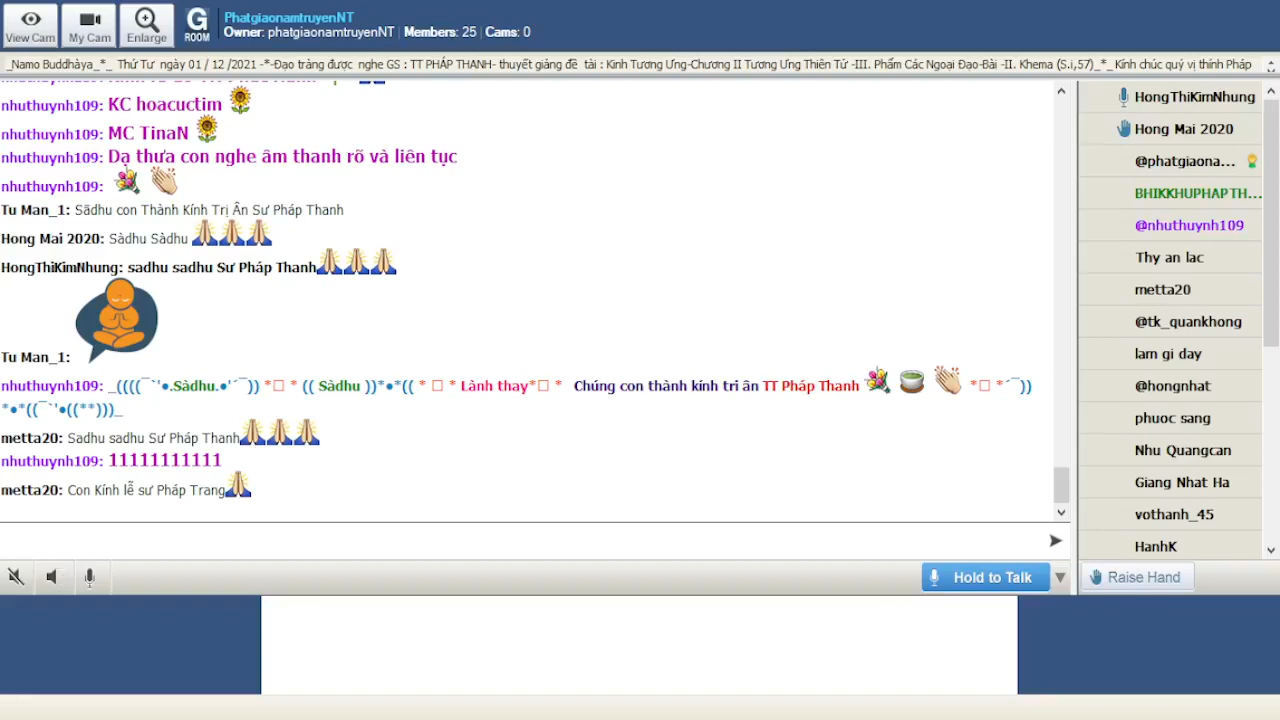 View Cam
My Cam
Enlarge
G
ROOM
PhatgiaonamtruyenNT
Owner: phatgiaonamtruyenNT | Members: 25 | Cams: 0
_Namo Buddhàya_*_ Thứ Tư ngày 01 / 12 /2021 -*-Đạo tràng được nghe GS : TT PHÁP THANH- thuyết giảng đề tài : Kinh Tương Ưng-Chương II Tương Ưng Thiên Tử -III. Phẩm Các Ngoại Đạo-Bài -II. Khema (S.i,57)_*_Kính chúc quý vị thính Pháp
nhuthuynh109: KC hoacuctim
nhuthuynh109: MC TinaN
nhuthuynh109: Dạ thưa con nghe âm thanh rõ và liên tục
nhuthuynh109:
Tu Man_1: Sādhu con Thành Kính Trị Ân Sư Pháp Thanh
Hong Mai 2020: Sàdhu Sàdhu
HongThiKimNhung: sadhu sadhu Sư Pháp Thanh
Tu Man_1:
nhuthuynh109: _((((¯`'•.Sàdhu.•'´¯)) * * (( Sàdhu ))*•*(( * * Lành thay* * Chúng con thành kính tri ân TT Pháp Thanh * *´¯))
*•*((¯`'•((**)))_
metta20: Sadhu sadhu Sư Pháp Thanh
nhuthuynh109: 11111111111
metta20: Con Kính lễ sư Pháp Trang
Hold to Talk
HongThiKimNhung
Hong Mai 2020
@phatgiaona...
BHIKKHUPHAPTH...
@nhuthuynh109
Thy an lac
metta20
@tk_quankhong
lam gi day
@hongnhat
phuoc sang
Nhu Quangcan
Giang Nhat Ha
vothanh_45
HanhK
Raise Hand